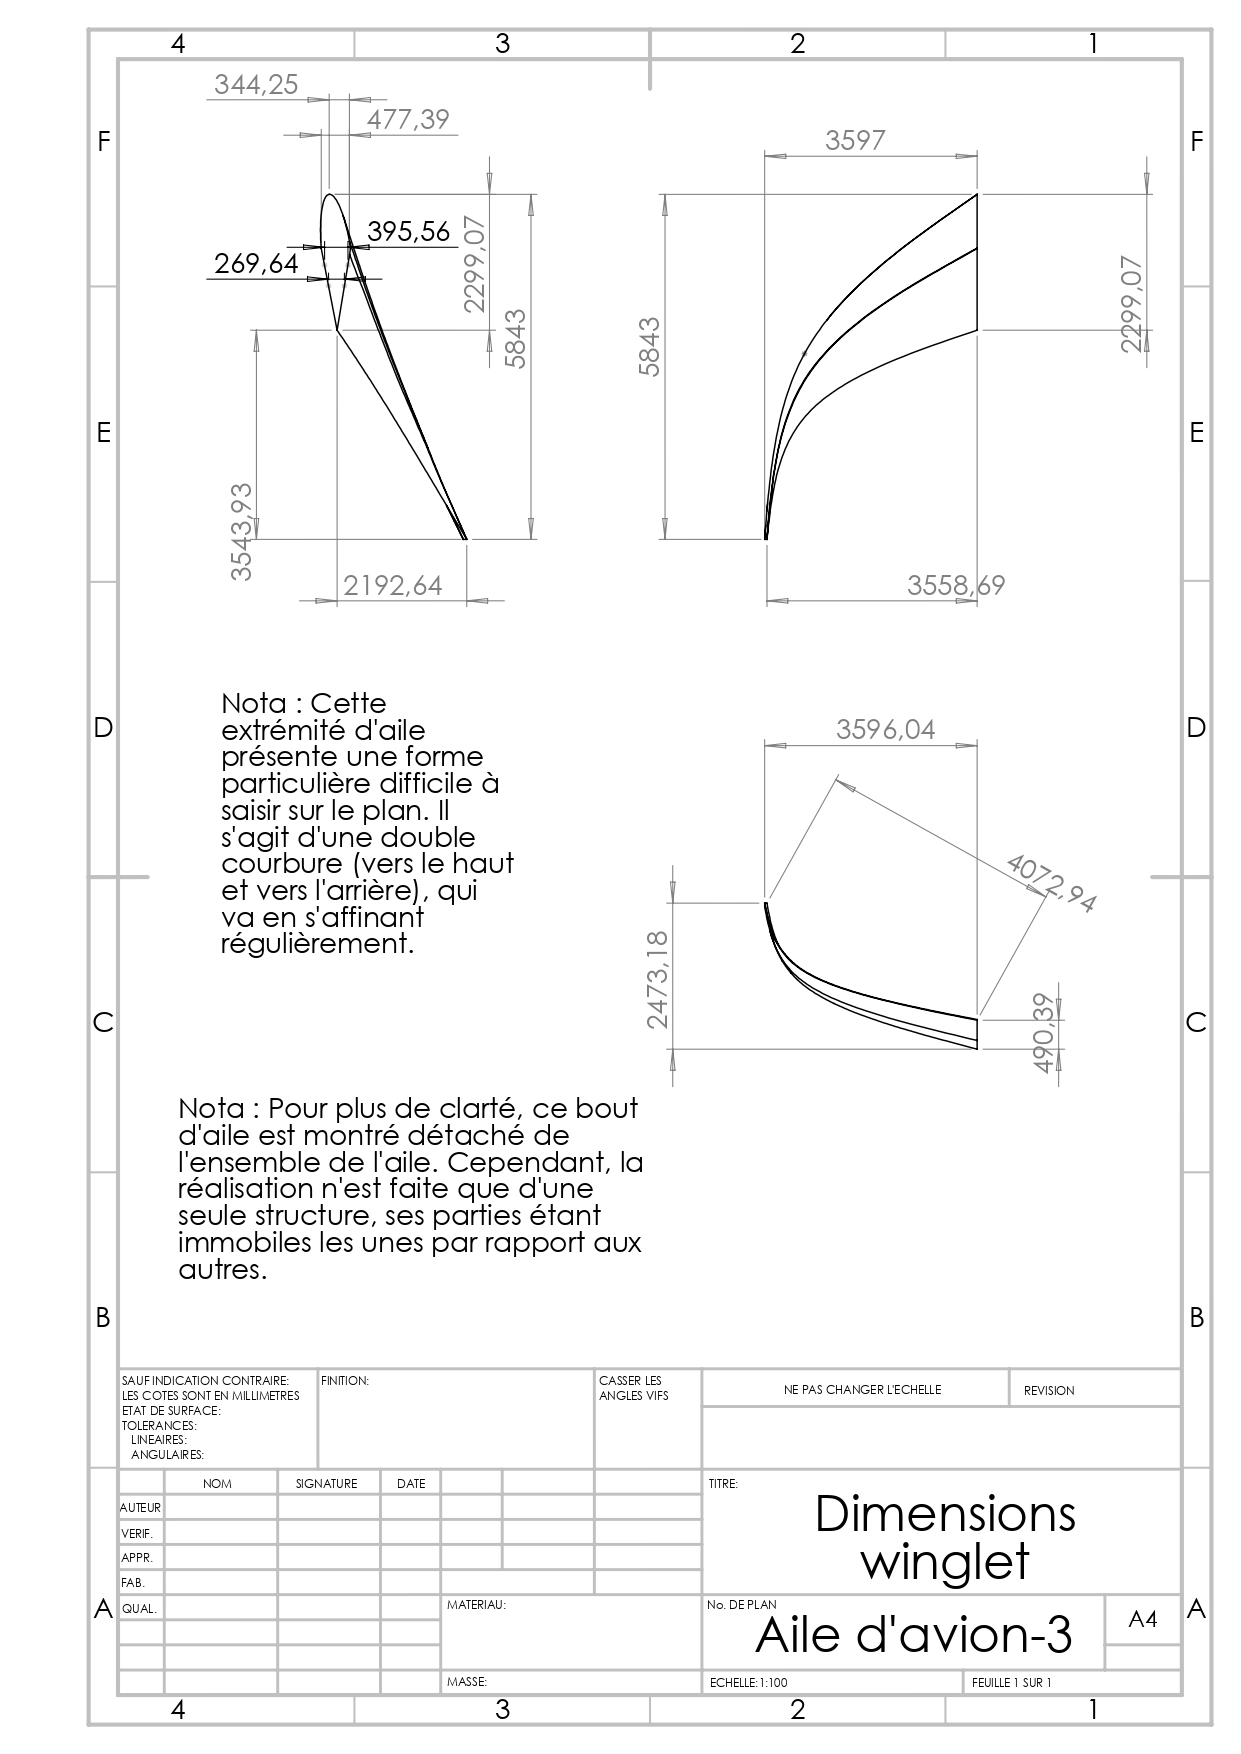 4 3 2 1
F F
E E
D D
C C
B B
A A
344,25
477,39
395,56
269,64
2299,07
5843
3543,93
2192,64
3597
5843
2299,07
3558,69
Nota : Cette
extrémité d'aile
présente une forme
particulière difficile à
saisir sur le plan. Il
s'agit d'une double
courbure (vers le haut
et vers l'arrière), qui
va en s'affinant
régulièrement.
3596,04
4072,94
2473,18
490,39
Nota : Pour plus de clarté, ce bout
d'aile est montré détaché de
l'ensemble de l'aile. Cependant, la
réalisation n'est faite que d'une
seule structure, ses parties étant
immobiles les unes par rapport aux
autres.
SAUF INDICATION CONTRAIRE:
LES COTES SONT EN MILLIMETRES
ETAT DE SURFACE:
TOLERANCES:
LINEAIRES:
ANGULAIRES:
FINITION:
CASSER LES
ANGLES VIFS
NE PAS CHANGER L'ECHELLE
REVISION
NOM SIGNATURE DATE
AUTEUR
VERIF.
APPR.
FAB.
QUAL.
MATERIAU:
MASSE:
TITRE:
Dimensions
winglet
No. DE PLAN
Aile d'avion-3
A4
ECHELLE:1:100
FEUILLE 1 SUR 1
4 3 2 1